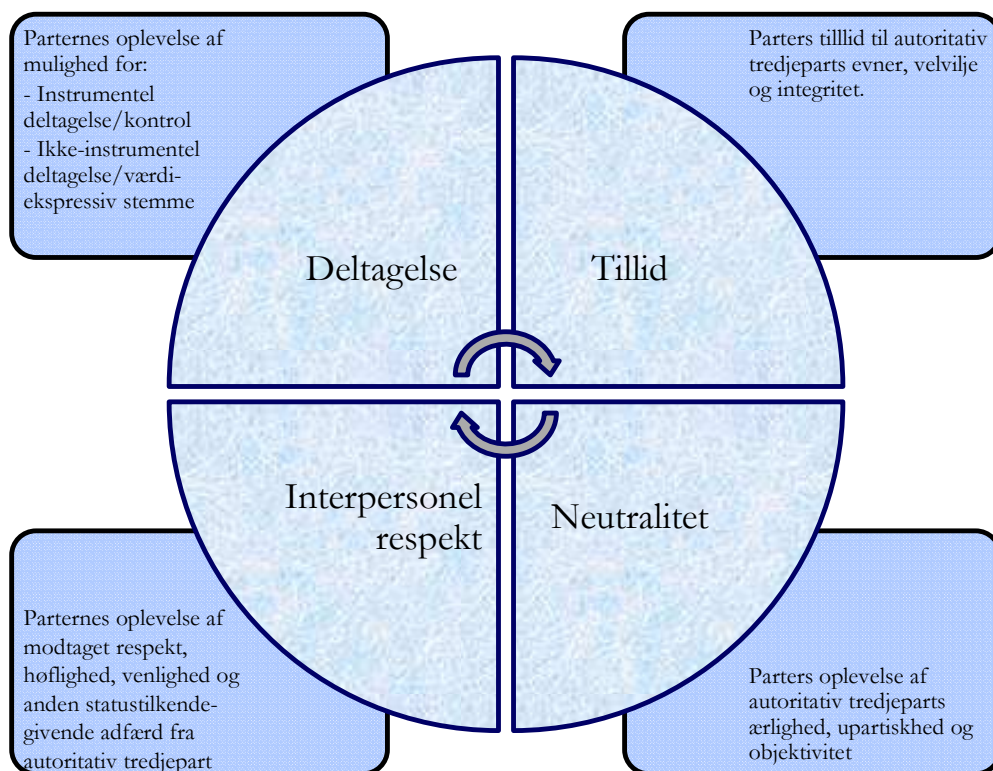 Parternes oplevelse af
mulighed for:
- Instrumentel
deltagelse/kontrol
- Ikke-instrumentel
deltagelse/værdi-
ekspressiv stemme
Parters tilllid til autoritativ
tredjeparts evner, velvilje
og integritet.
Deltagelse
Tillid
Interpersonel
respekt
Neutralitet
Parternes oplevelse af
modtaget respekt,
høflighed, venlighed og
anden statustilkende-
givende adfærd fra
autoritativ tredjepart
Parters oplevelse af
autoritativ tredjeparts
ærlighed, upartiskhed og
objektivitet